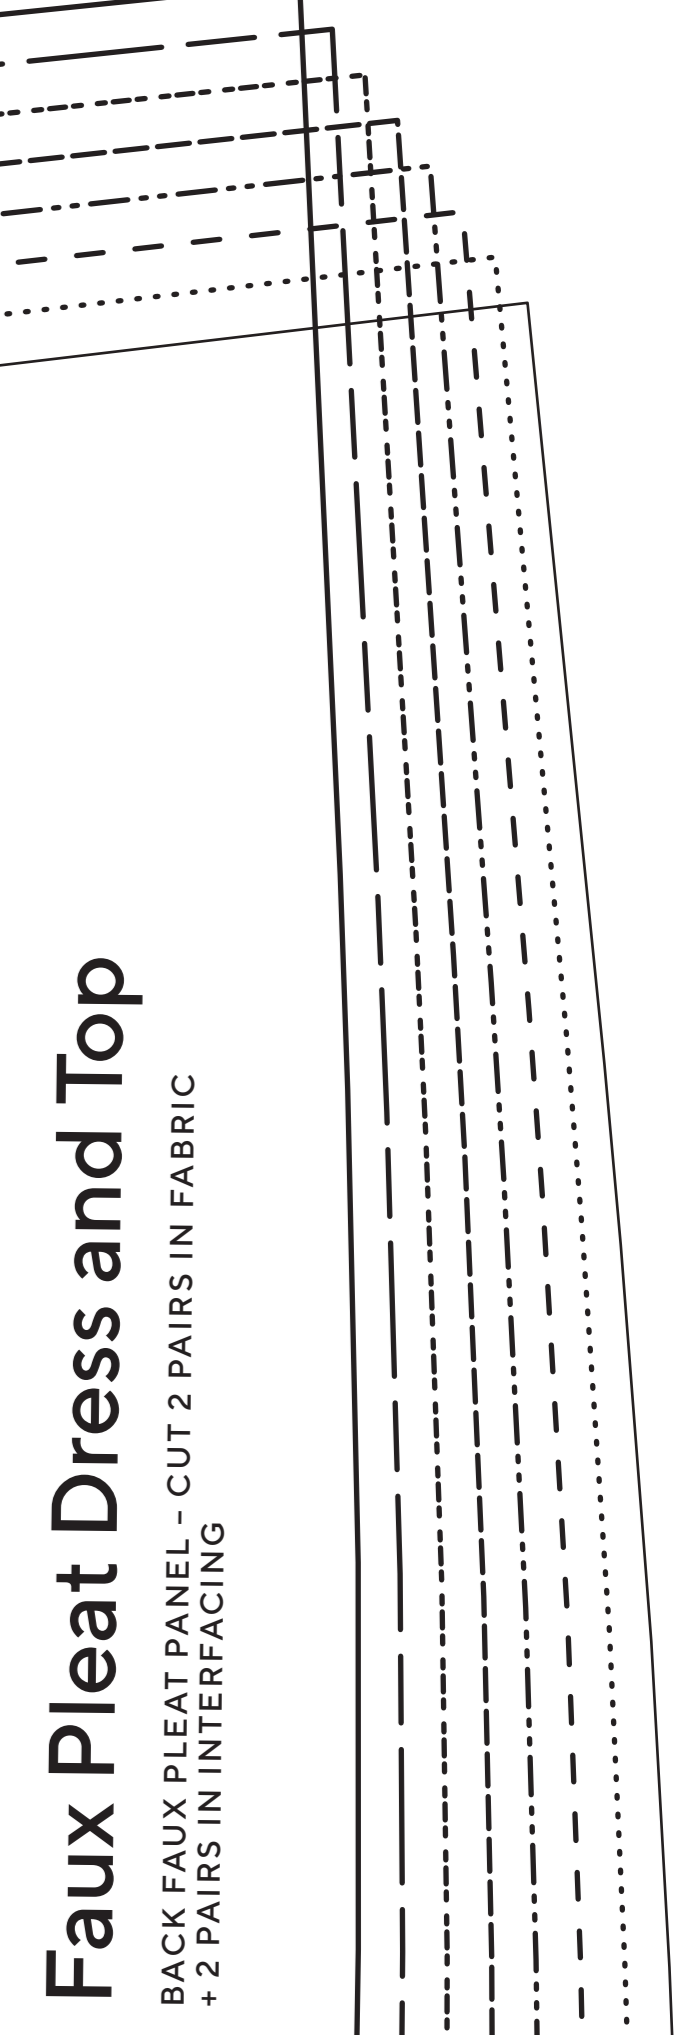 Faux Pleat Dress and Top
BACK FAUX PLEAT PANEL – CUT 2 PAIRS IN FABRIC
+ 2 PAIRS IN INTERFACING